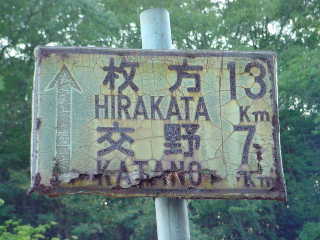 枚方 13
HIRAKATA Km
交野 7
KATANO Km